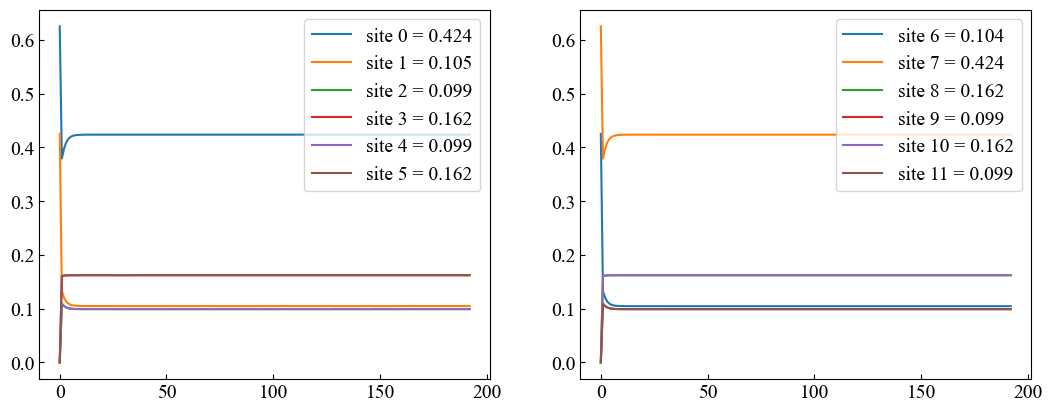 0.6
0.5
0.4
0.3
0.2
0.1
0.0
0 50 100 150 200
site 0 = 0.424
site 1 = 0.105
site 2 = 0.099
site 3 = 0.162
site 4 = 0.099
site 5 = 0.162
0.6
0.5
0.4
0.3
0.2
0.1
0.0
0 50 100 150 200
site 6 = 0.104
site 7 = 0.424
site 8 = 0.162
site 9 = 0.099
site 10 = 0.162
site 11 = 0.099